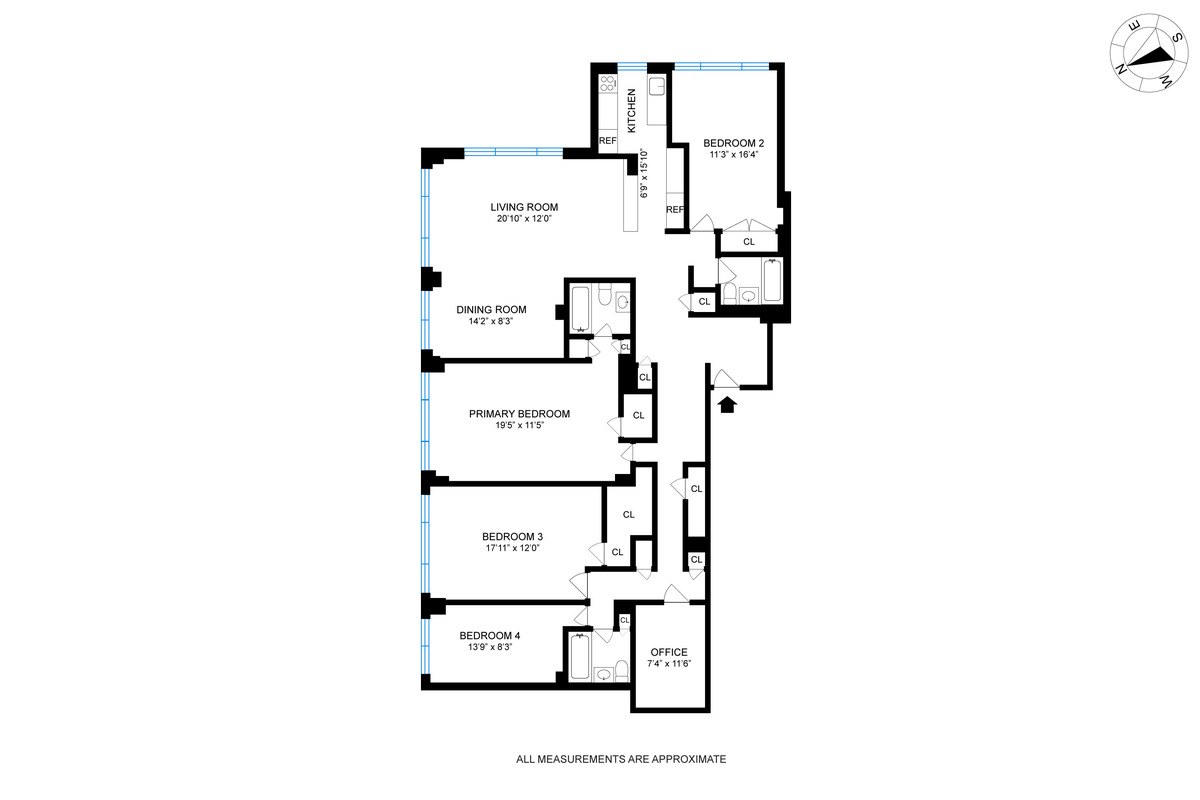 E
S
N
W
KITCHEN
6'9" x 15'10"
REF
REF
BEDROOM 2
11'3" x 16'4"
CL
LIVING ROOM
20'10" x 12'0"
CL
DINING ROOM
14'2" x 8'3"
CL
CL
PRIMARY BEDROOM
19'5" x 11'5"
CL
CL
CL
BEDROOM 3
17'11" x 12'0"
CL
CL
CL
BEDROOM 4
13'9" x 8'3"
OFFICE
7'4" x 11'6"
ALL MEASUREMENTS ARE APPROXIMATE